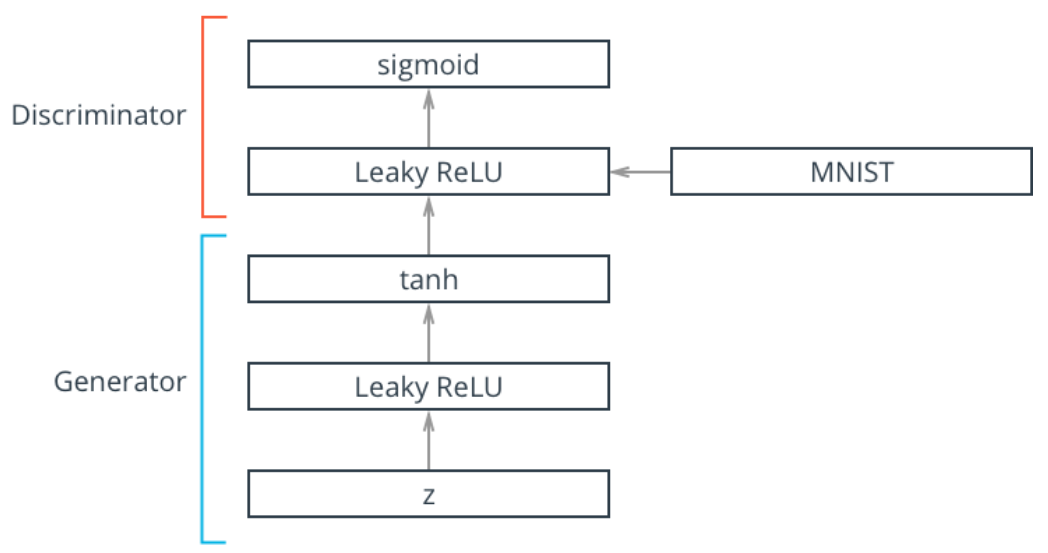 sigmoid
Discriminator
Leaky ReLU
MNIST
tanh
Generator
Leaky ReLU
z